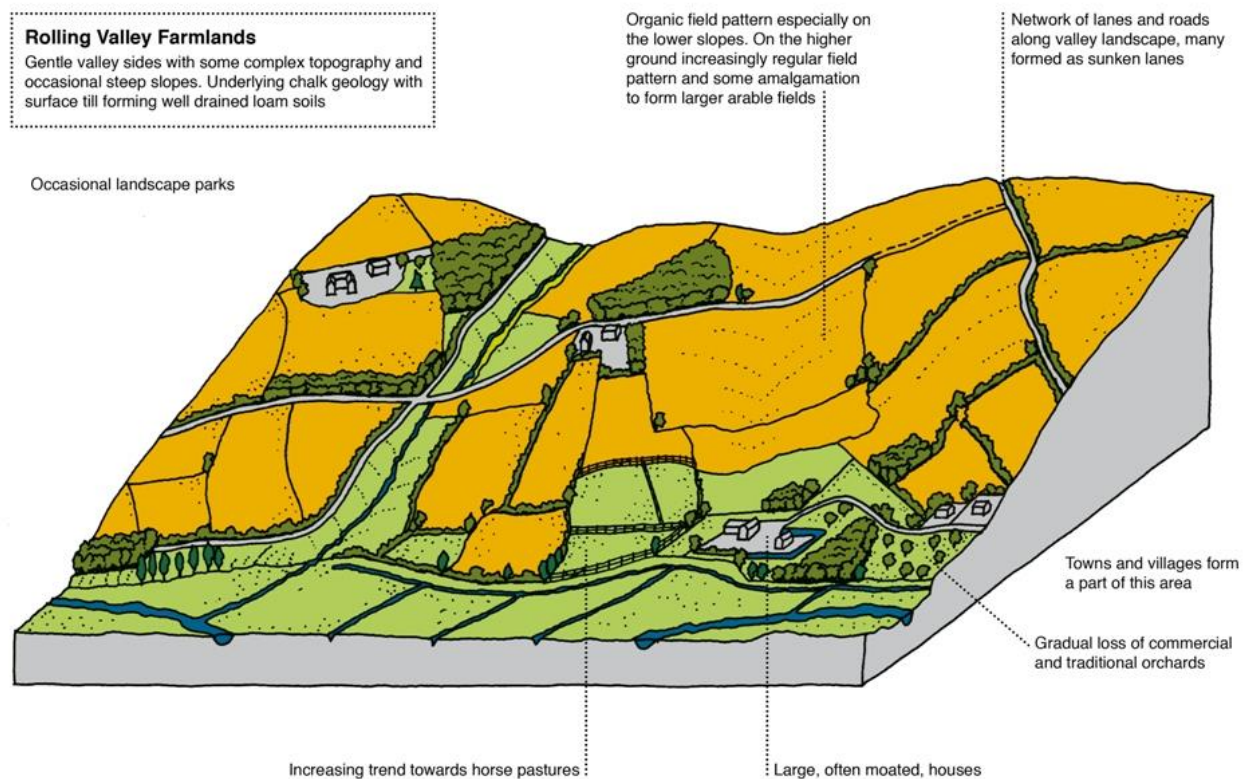 Rolling Valley Farmlands
Gentle valley sides with some complex topography and
occasional steep slopes. Underlying chalk geology with
surface till forming well drained loam soils
Organic field pattern especially on
the lower slopes. On the higher
ground increasingly regular field
pattern and some amalgamation
to form larger arable fields
Network of lanes and roads
along valley landscape, many
formed as sunken lanes
Occasional landscape parks
Towns and villages form
a part of this area
Gradual loss of commercial
and traditional orchards
Increasing trend towards horse pastures
Large, often moated, houses